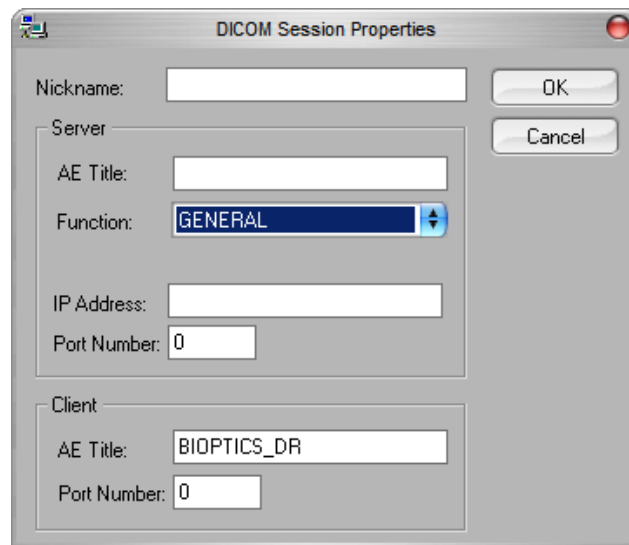 DICOM Session Properties
Nickname:
OK
Cancel
Server
AE Title:
Function: GENERAL
IP Address:
Port Number: 0
Client
AE Title: BIOPTICS_DR
Port Number: 0